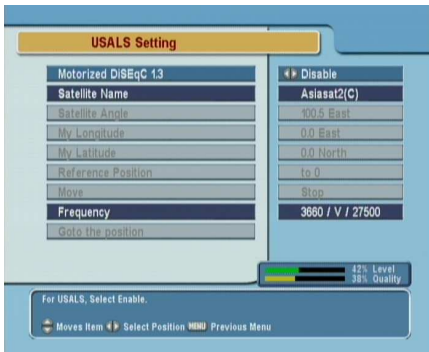 USALS Setting
Motorized DiSEqC 1.3 Disable
Satellite Name Asiasat2(C)
Satellite Angle 100.5 East
My Longitude 0.0 East
My Latitude 0.0 North
Reference Position to 0
Move Stop
Frequency 3660 / V / 27500
Goto the position
42% Level
38% Quality
For USALS, Select Enable.
Moves Item Select Position MENU Previous Menu